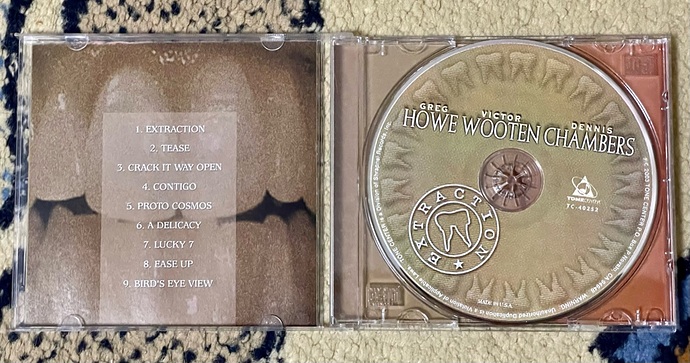 1. EXTRACTION
2. TEASE
3. CRACK IT WAY OPEN
4. CONTIGO
5. PROTO COSMOS
6. A DELICACY
7. LUCKY 7
8. EASE UP
9. BIRD'S EYE VIEW
GREG VICTOR DENNIS
HOWE WOOTEN CHAMBERS
TONE CENTER
TC-40252
EXTRACTION
MADE IN U.S.A.